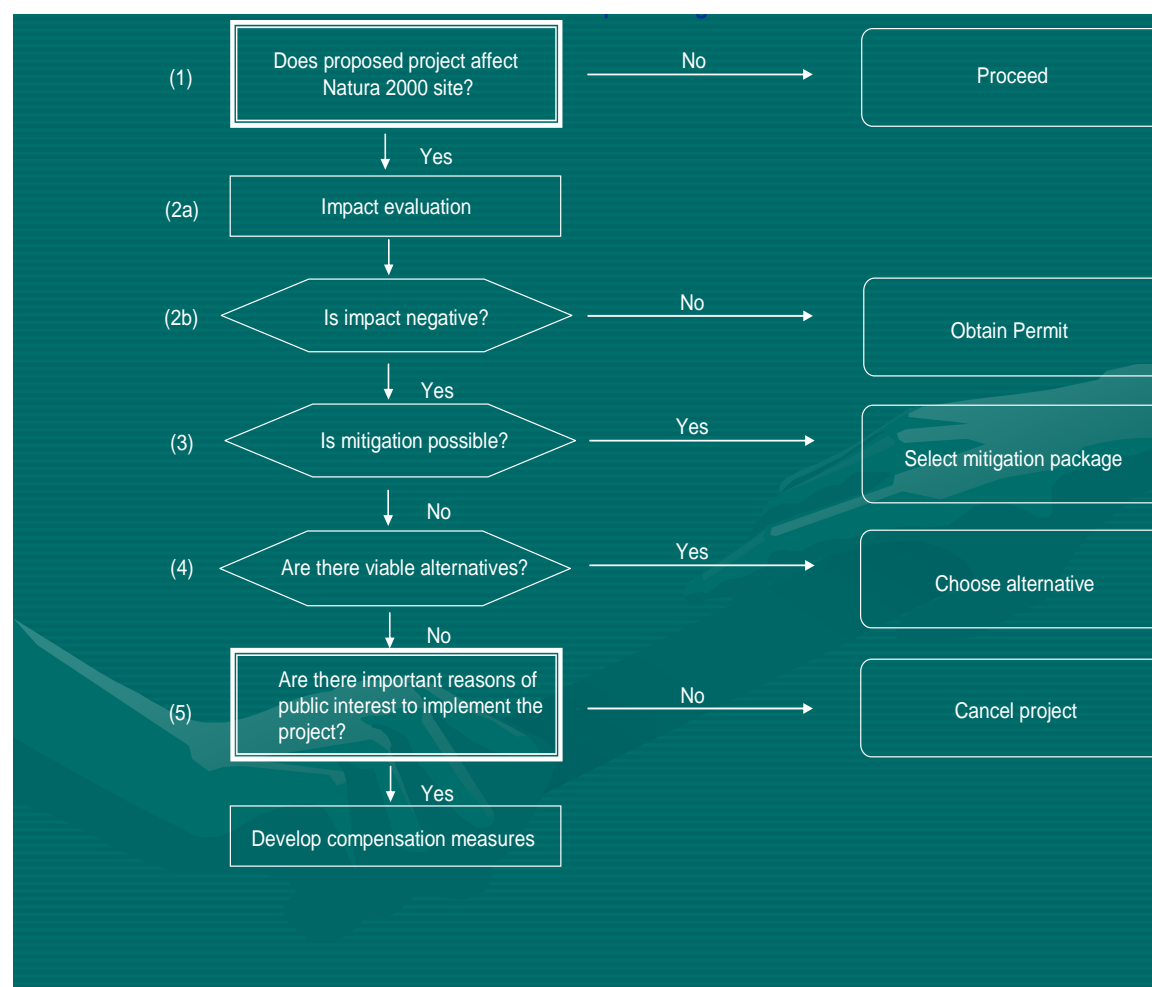 (1)
Does proposed project affect
Natura 2000 site?
No
Proceed
Yes
(2a)
Impact evaluation
(2b)
Is impact negative?
No
Obtain Permit
Yes
(3)
Is mitigation possible?
Yes
Select mitigation package
No
(4)
Are there viable alternatives?
Yes
Choose alternative
No
(5)
Are there important reasons of
public interest to implement the
project?
No
Cancel project
Yes
Develop compensation measures